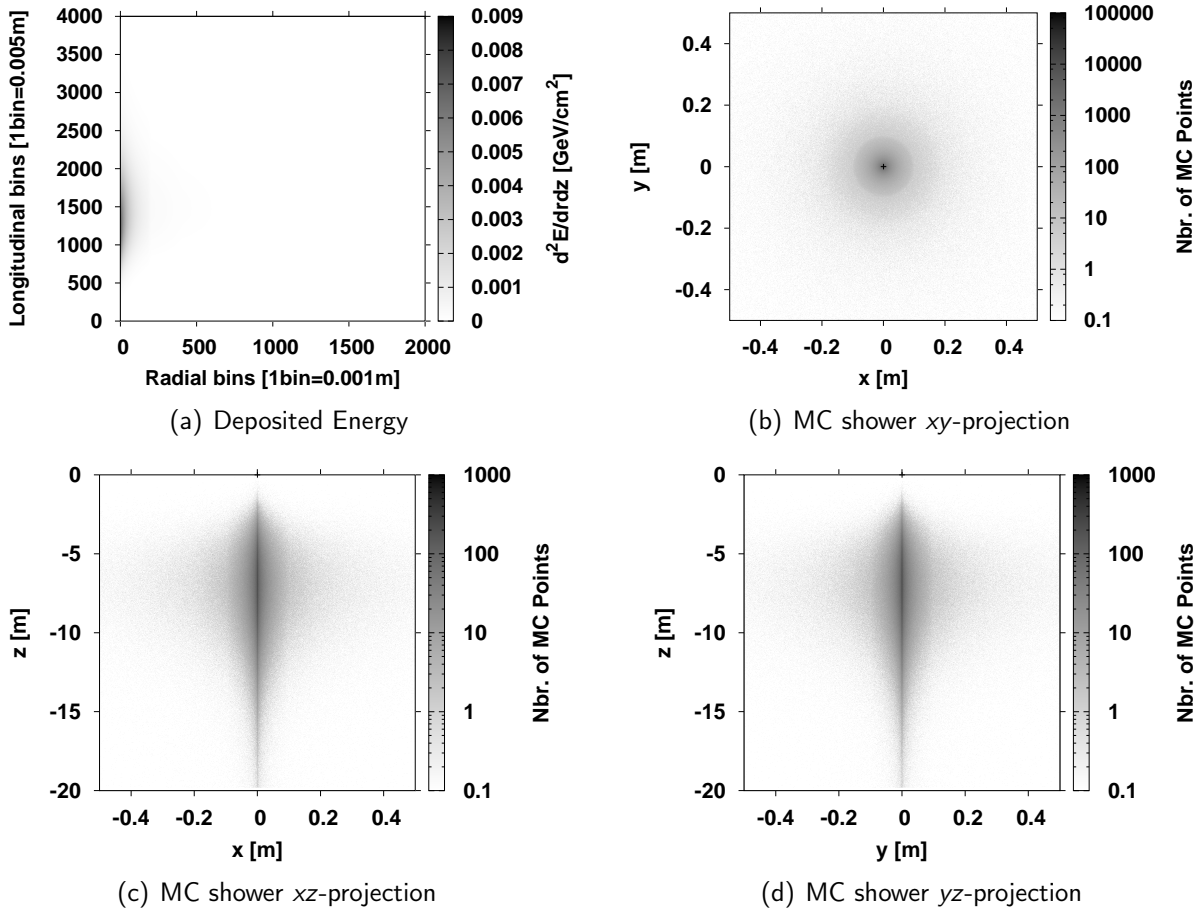 4000
3500
3000
2500
2000
1500
1000
500
0
Longitudinal bins [1bin=0.005m]
0 500 1000 1500 2000
Radial bins [1bin=0.001m]
0.009
0.008
0.007
0.006
0.005
0.004
0.003
0.002
0.001
0
d²E/drdz [GeV/cm²]
(a) Deposited Energy
0.4
0.2
0
-0.2
-0.4
y [m]
-0.4 -0.2 0 0.2 0.4
x [m]
100000
10000
1000
100
10
1
0.1
Nbr. of MC Points
(b) MC shower xy-projection
0
-5
-10
-15
-20
z [m]
-0.4 -0.2 0 0.2 0.4
x [m]
1000
100
10
1
0.1
Nbr. of MC Points
(c) MC shower xz-projection
0
-5
-10
-15
-20
z [m]
-0.4 -0.2 0 0.2 0.4
y [m]
1000
100
10
1
0.1
Nbr. of MC Points
(d) MC shower yz-projection